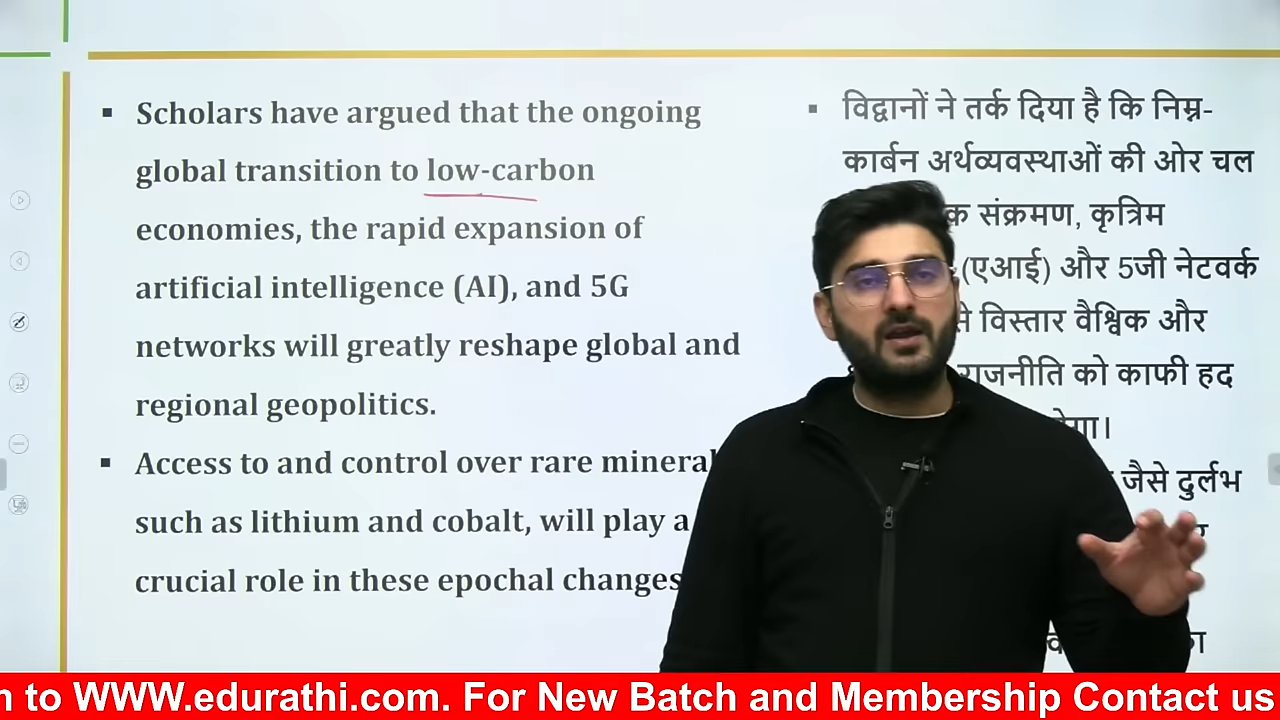 Scholars have argued that the ongoing
global transition to low-carbon
economies, the rapid expansion of
artificial intelligence (AI), and 5G
networks will greatly reshape global and
regional geopolitics.
Access to and control over rare mineral
such as lithium and cobalt, will play a
crucial role in these epochal changes
विद्वानों ने तर्क दिया है कि निम्न-
कार्बन अर्थव्यवस्थाओं की ओर चल
संक्रमण, कृत्रिम
(एआई) और 5जी नेटवर्क
विस्तार वैश्विक और
राजनीति को काफी हद
जैसे दुर्लभ
to WWW.edurathi.com. For New Batch and Membership Contact us